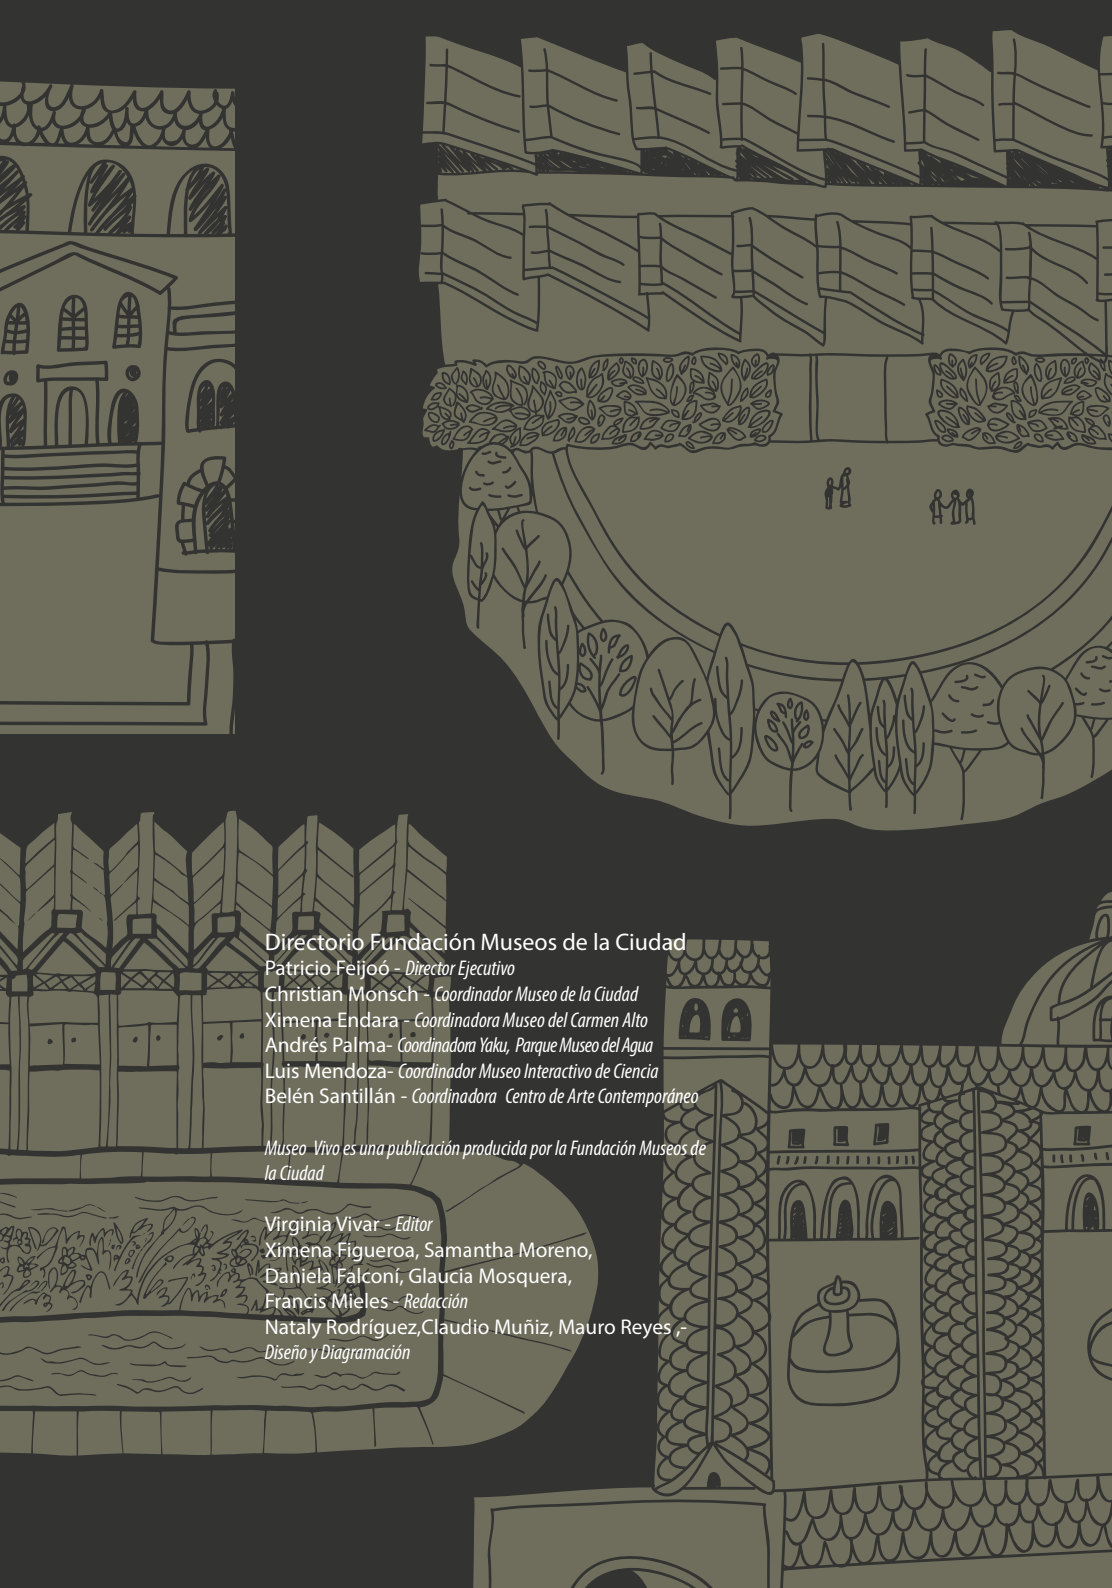 Directorio Fundación Museos de la Ciudad
Patricio Feijoó - Director Ejecutivo
Christian Monsch - Coordinador Museo de la Ciudad
Ximena Endara - Coordinadora Museo del Carmen Alto
Andrés Palma- Coordinadora Yaku, Parque Museo del Agua
Luis Mendoza- Coordinador Museo Interactivo de Ciencia
Belén Santillán - Coordinadora Centro de Arte Contemporáneo
Museo Vivo es una publicación producida por la Fundación Museos de
la Ciudad
Virginia Vivar - Editor
Ximena Figueroa, Samantha Moreno,
Daniela Falconí, Glaucia Mosquera,
Francis Mieles - Redacción
Nataly Rodríguez,Claudio Muñiz, Mauro Reyes ,-
Diseño y Diagramación